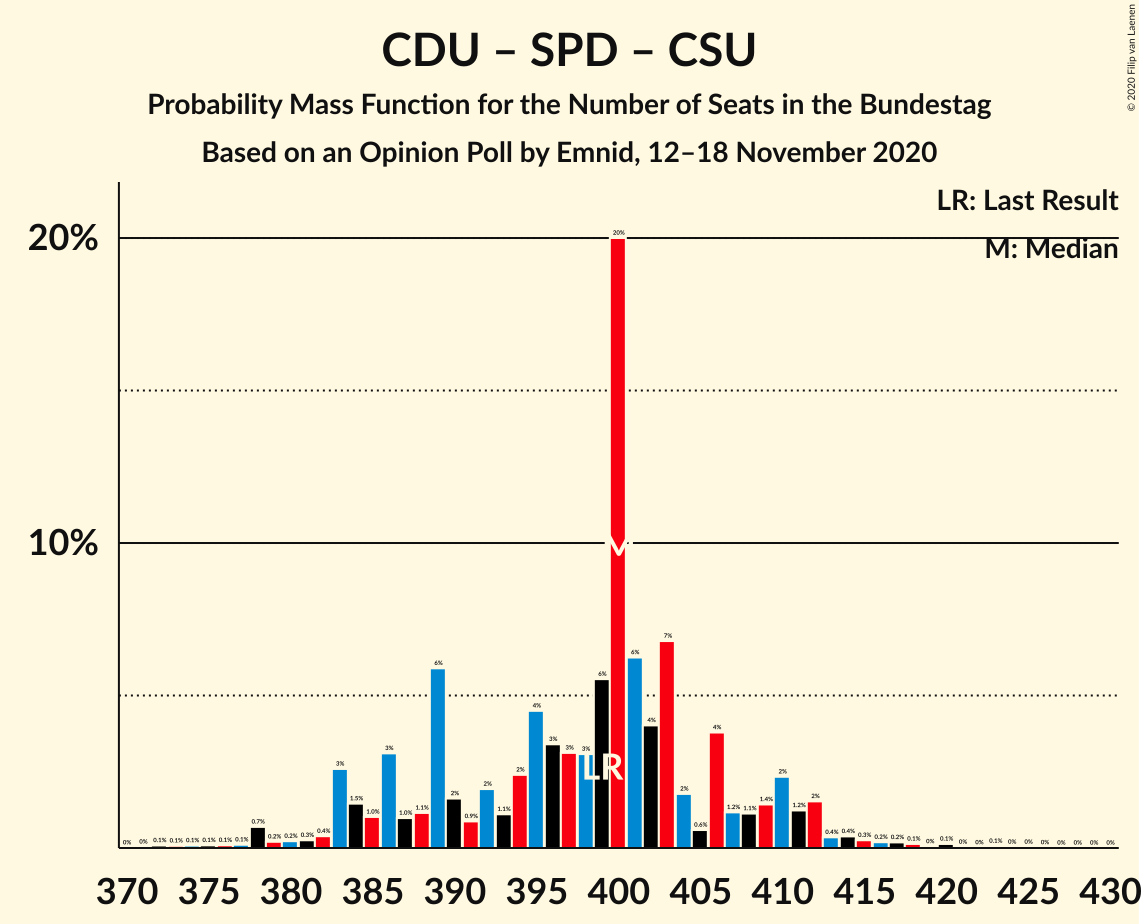 CDU – SPD – CSU
Probability Mass Function for the Number of Seats in the Bundestag
Based on an Opinion Poll by Emnid, 12–18 November 2020
© 2020 Filip van Laenen
LR: Last Result
M: Median
20%
10%
0% 0% 0.1% 0.1% 0.1% 0.1% 0.1% 0.1% 0.7% 0.2% 0.2% 0.3% 0.4% 3% 1.5% 1.0% 3% 1.0% 1.1% 6% 2% 0.9% 2% 1.1% 2% 4% 3% 3% 3% 6% 20% 6% 4% 7% 2% 0.6% 4% 1.2% 1.1% 1.4% 2% 1.2% 2% 0.4% 0.4% 0.3% 0.2% 0.2% 0.1% 0% 0.1% 0% 0% 0.1% 0% 0% 0% 0% 0% 0% 0%
M
LR
370 375 380 385 390 395 400 405 410 415 420 425 430